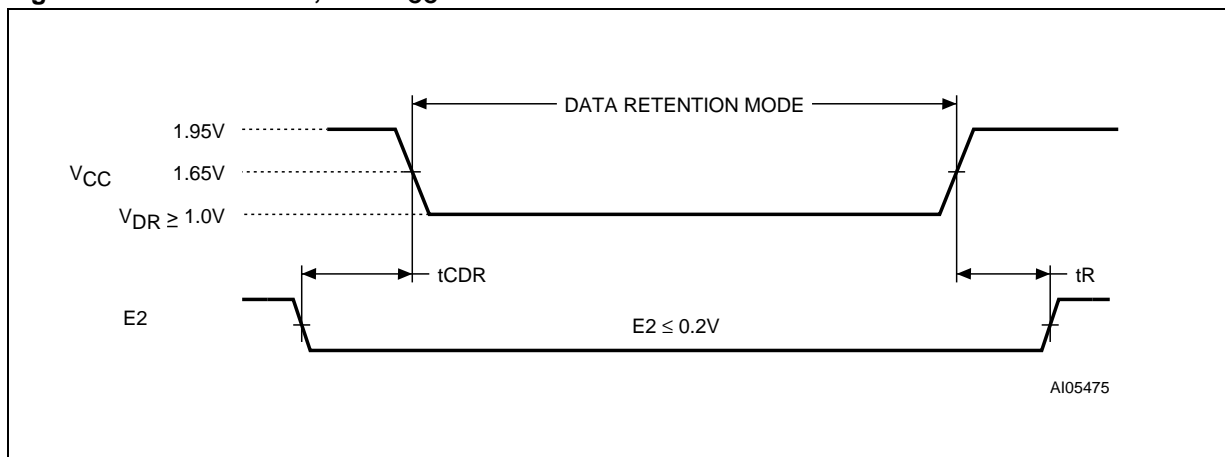 DATA RETENTION MODE
1.95V
VCC 1.65V
VDR ≥ 1.0V
tCDR
tR
E2
E2 ≤ 0.2V
AI05475